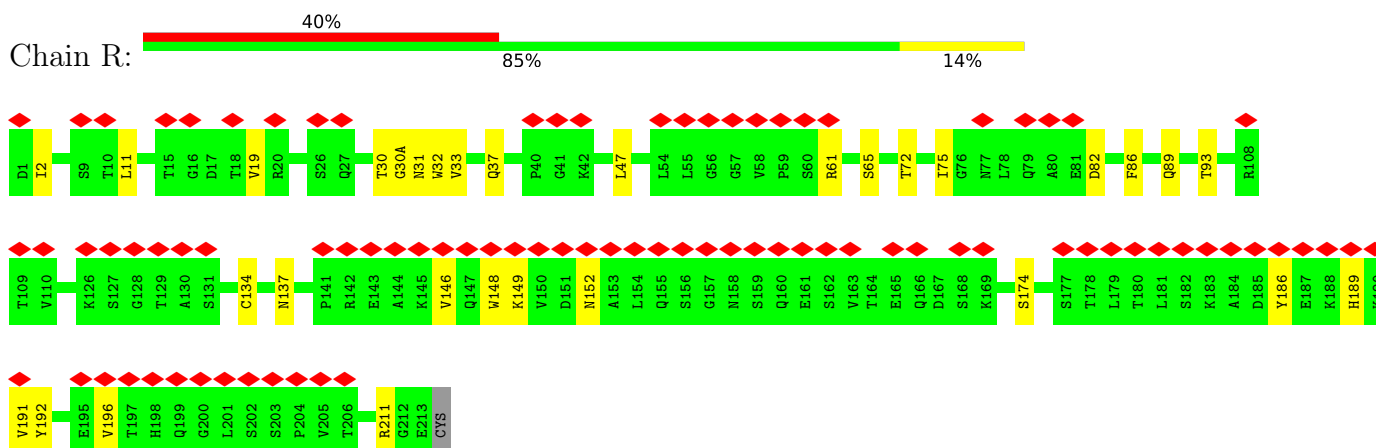 40%
Chain R:
85% 14%
D1 I2 S9 T10 L11 T15 G16 D17 T18 V19 R20 S26 Q27 T30 G30A N31 W32 V33 Q37 P40 G41 K42 L47 L54 L55 G56 G57 V58 P59 S60 R61 S65 T72 I75 G76 N77 L78 Q79 A80 E81 D82 F86 Q89 T93 R108
T109 V110 K126 S127 G128 T129 A130 S131 C134 N137 P141 R142 E143 A144 K145 V146 Q147 W148 K149 V150 D151 N152 A153 L154 Q155 S156 G157 N158 S159 Q160 E161 S162 V163 T164 E165 Q166 D167 S168 K169 S174 S177 T178 L179 T180 L181 S182 K183 A184 D185 Y186 E187 K188 H189
V191 Y192 E195 V196 T197 H198 Q199 G200 L201 S202 S203 P204 V205 T206 R211 G212 E213 CYS